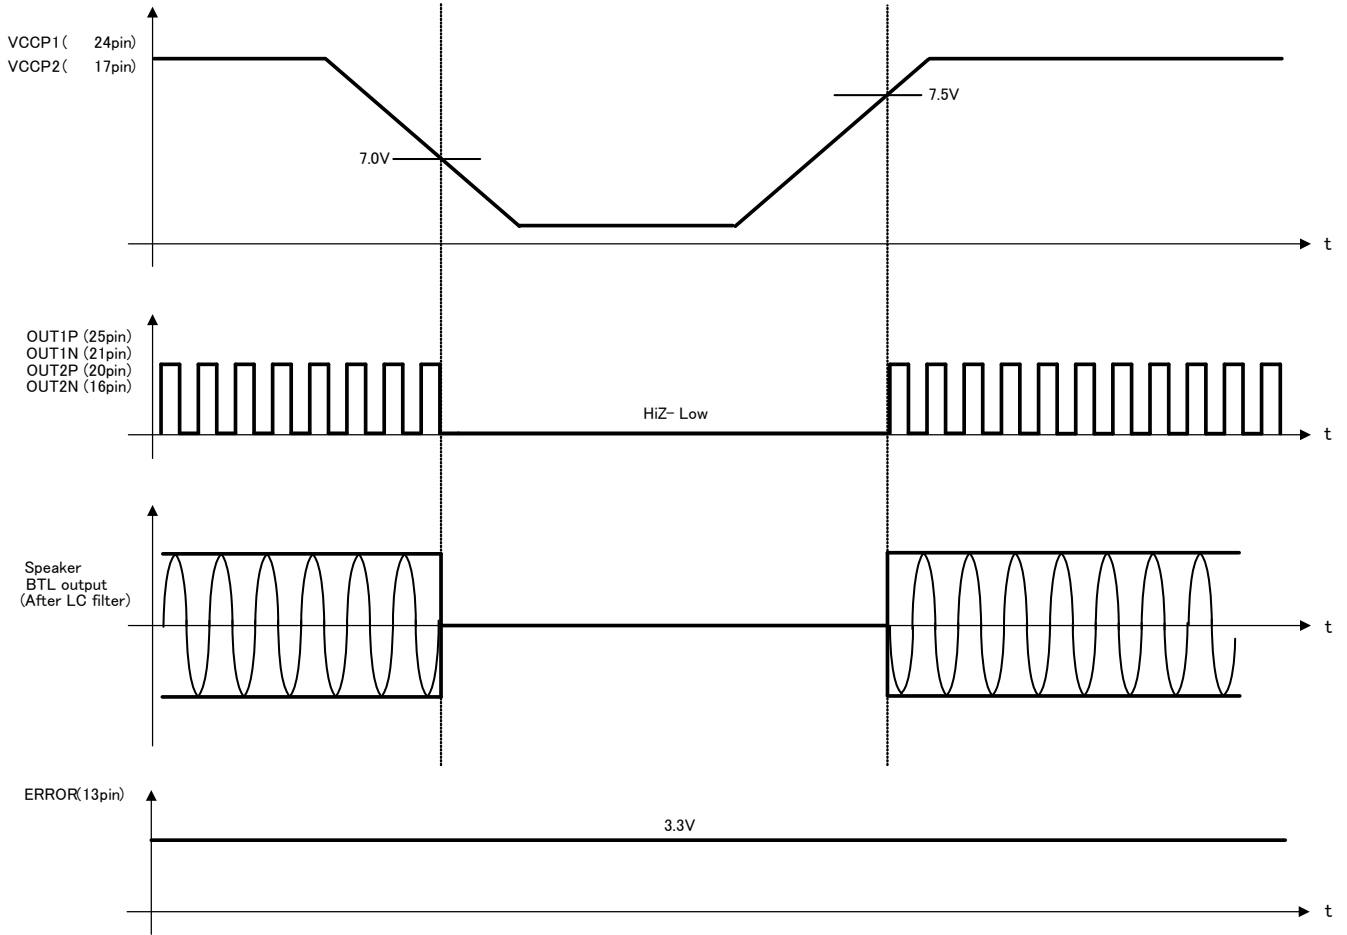 VCCP1( 24pin)
VCCP2( 17pin)
7.0V
7.5V
t
OUT1P (25pin)
OUT1N (21pin)
OUT2P (20pin)
OUT2N (16pin)
HiZ- Low
t
Speaker
BTL output
(After LC filter)
t
ERROR(13pin)
3.3V
t